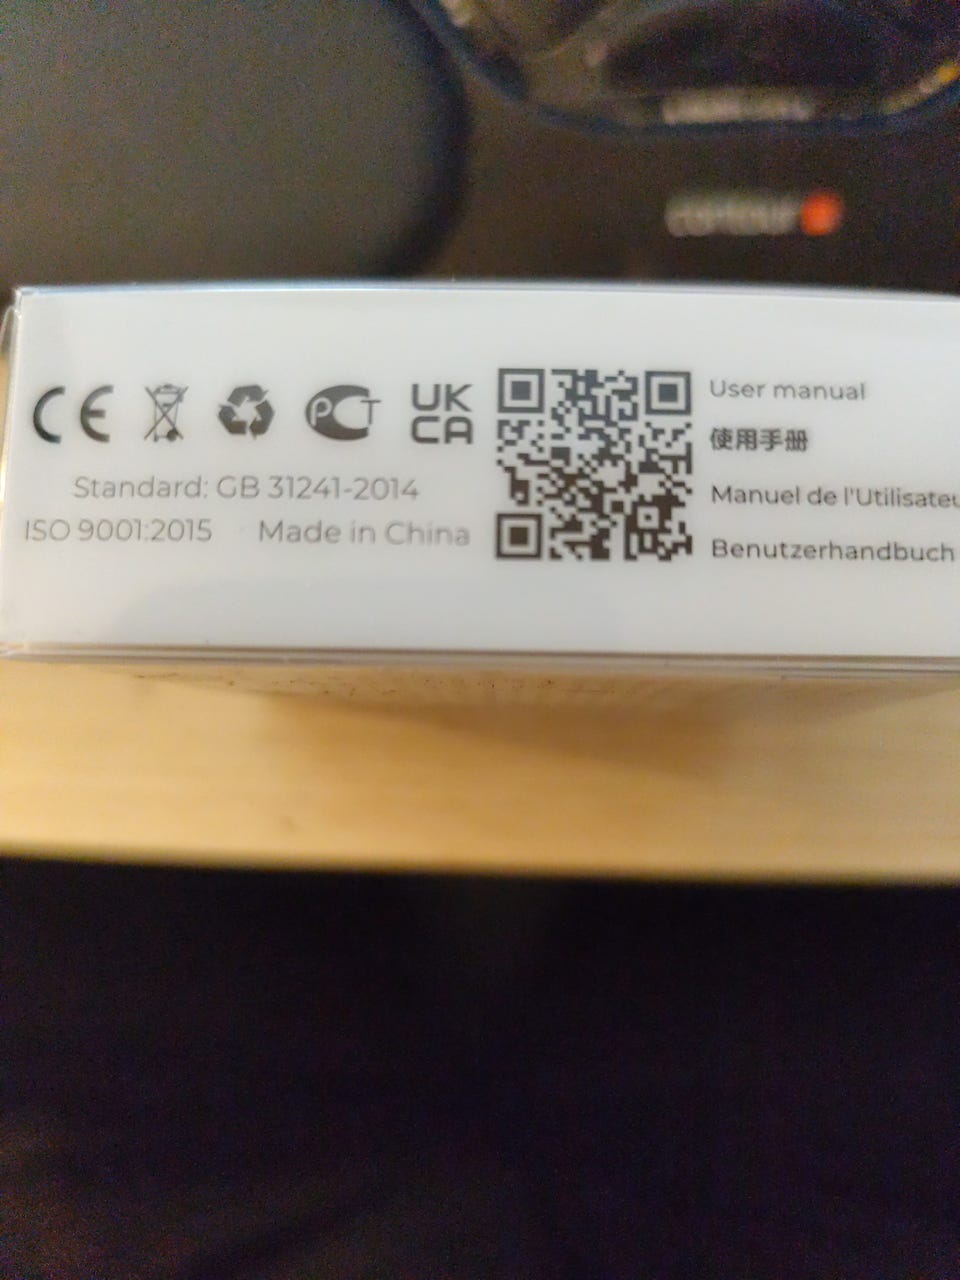 contour
CE PCT UK
CA
User manual
使用手册
Manuel de l'Utilisateu
Benutzerhandbuch
Standard: GB 31241-2014
ISO 9001:2015 Made in China